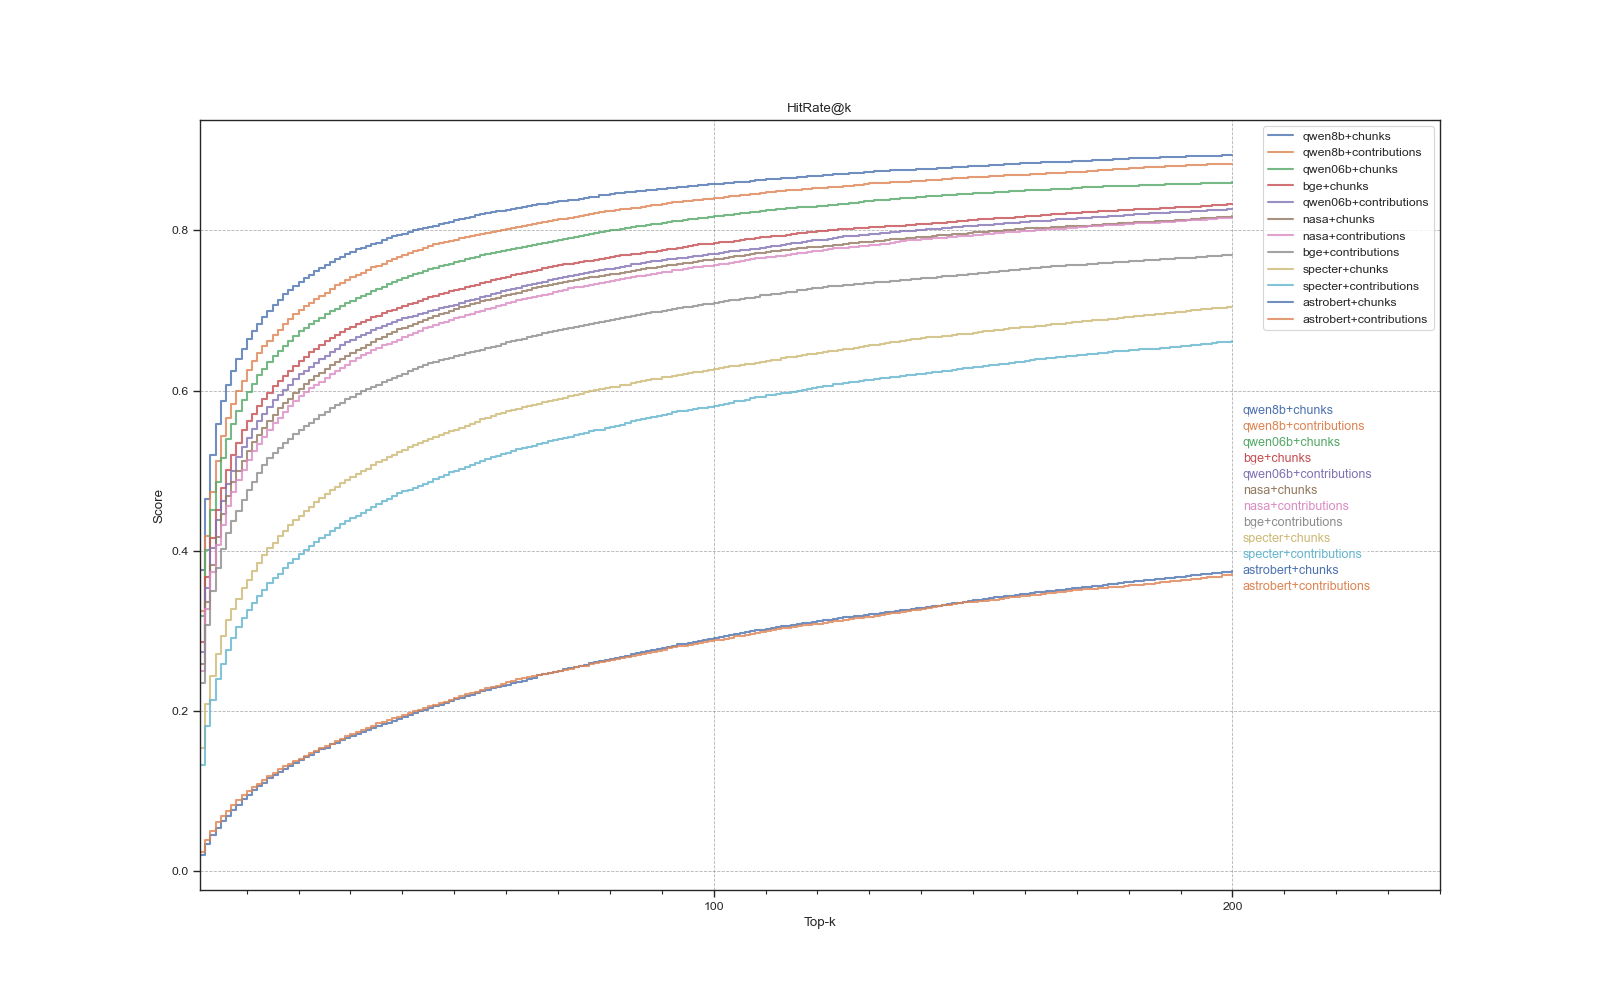 HitRate@k
qwen8b+chunks
qwen8b+contributions
qwen06b+chunks
bge+chunks
qwen06b+contributions
nasa+chunks
nasa+contributions
bge+contributions
specter+chunks
specter+contributions
astrobert+chunks
astrobert+contributions
0.8
0.6
0.4
0.2
0.0
Score
qwen8b+chunks
qwen8b+contributions
qwen06b+chunks
bge+chunks
qwen06b+contributions
nasa+chunks
nasa+contributions
bge+contributions
specter+chunks
specter+contributions
astrobert+chunks
astrobert+contributions
100
200
Top-k